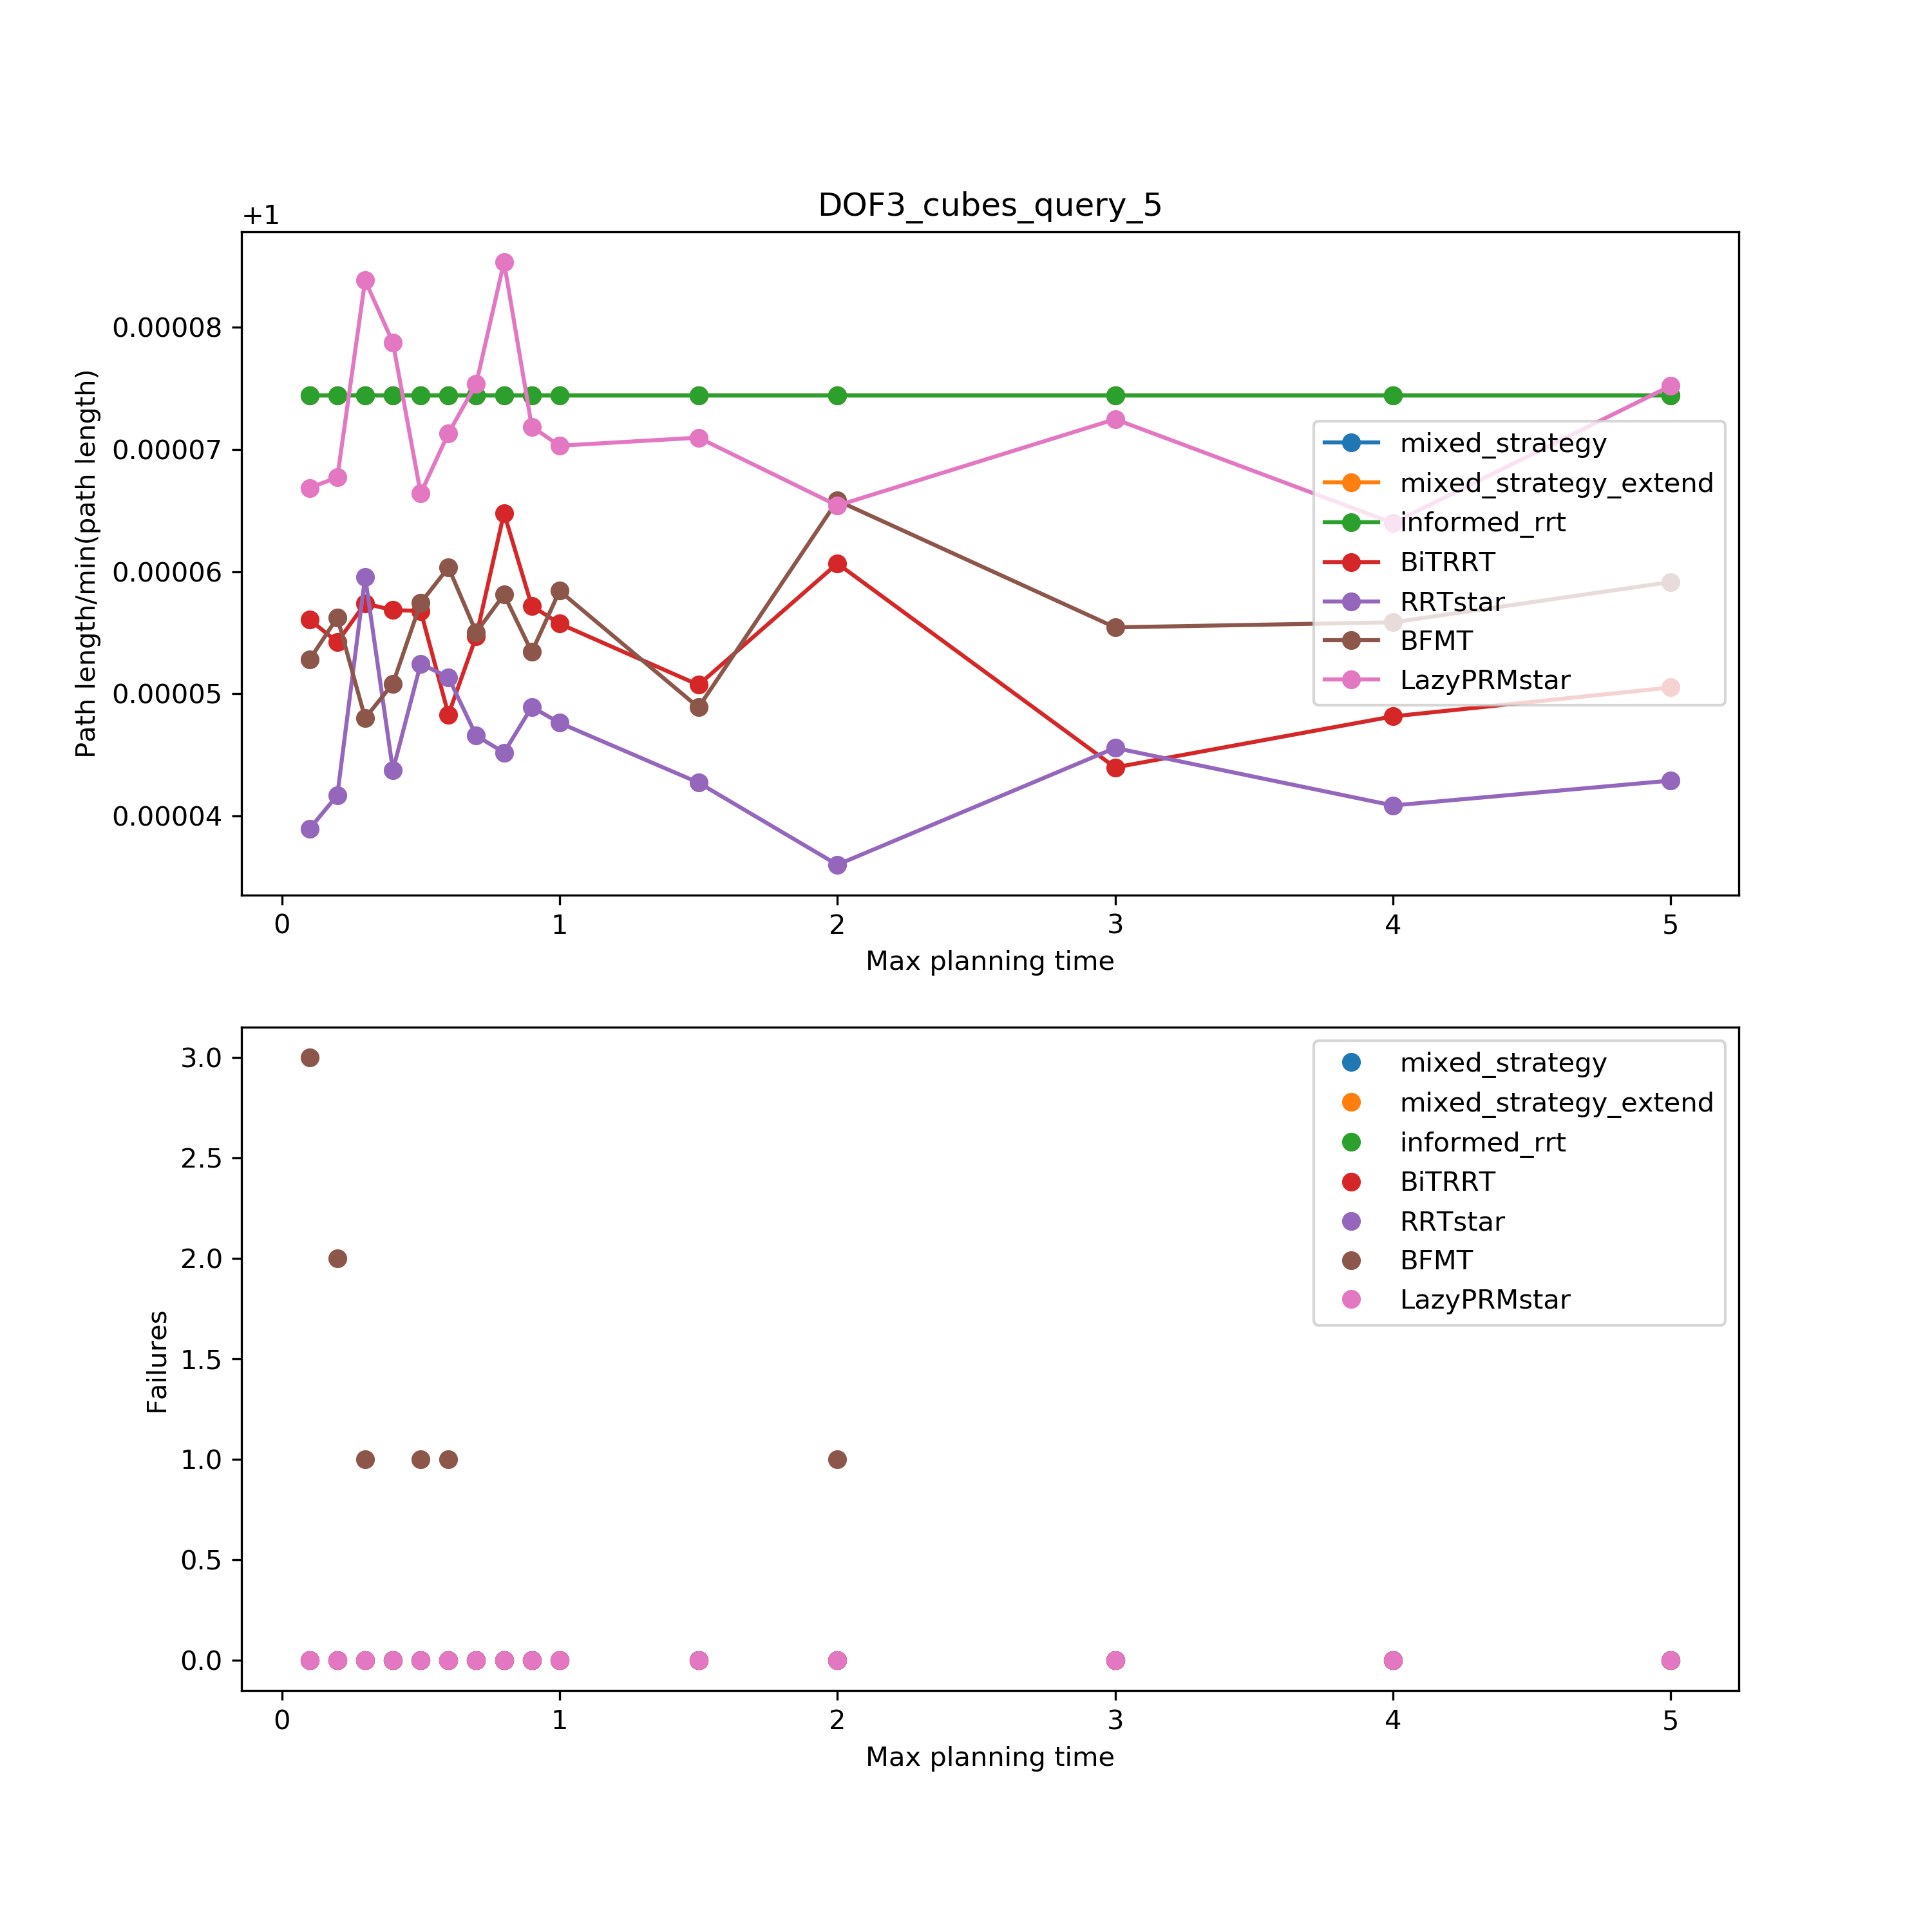 DOF3_cubes_query_5
+1
0.00008
0.00007
0.00006
0.00005
0.00004
Path length/min(path length)
mixed_strategy
mixed_strategy_extend
informed_rrt
BiTRRT
RRTstar
BFMT
LazyPRMstar
0 1 2 3 4 5
Max planning time
3.0
2.5
2.0
1.5
1.0
0.5
0.0
Failures
mixed_strategy
mixed_strategy_extend
informed_rrt
BiTRRT
RRTstar
BFMT
LazyPRMstar
0 1 2 3 4 5
Max planning time